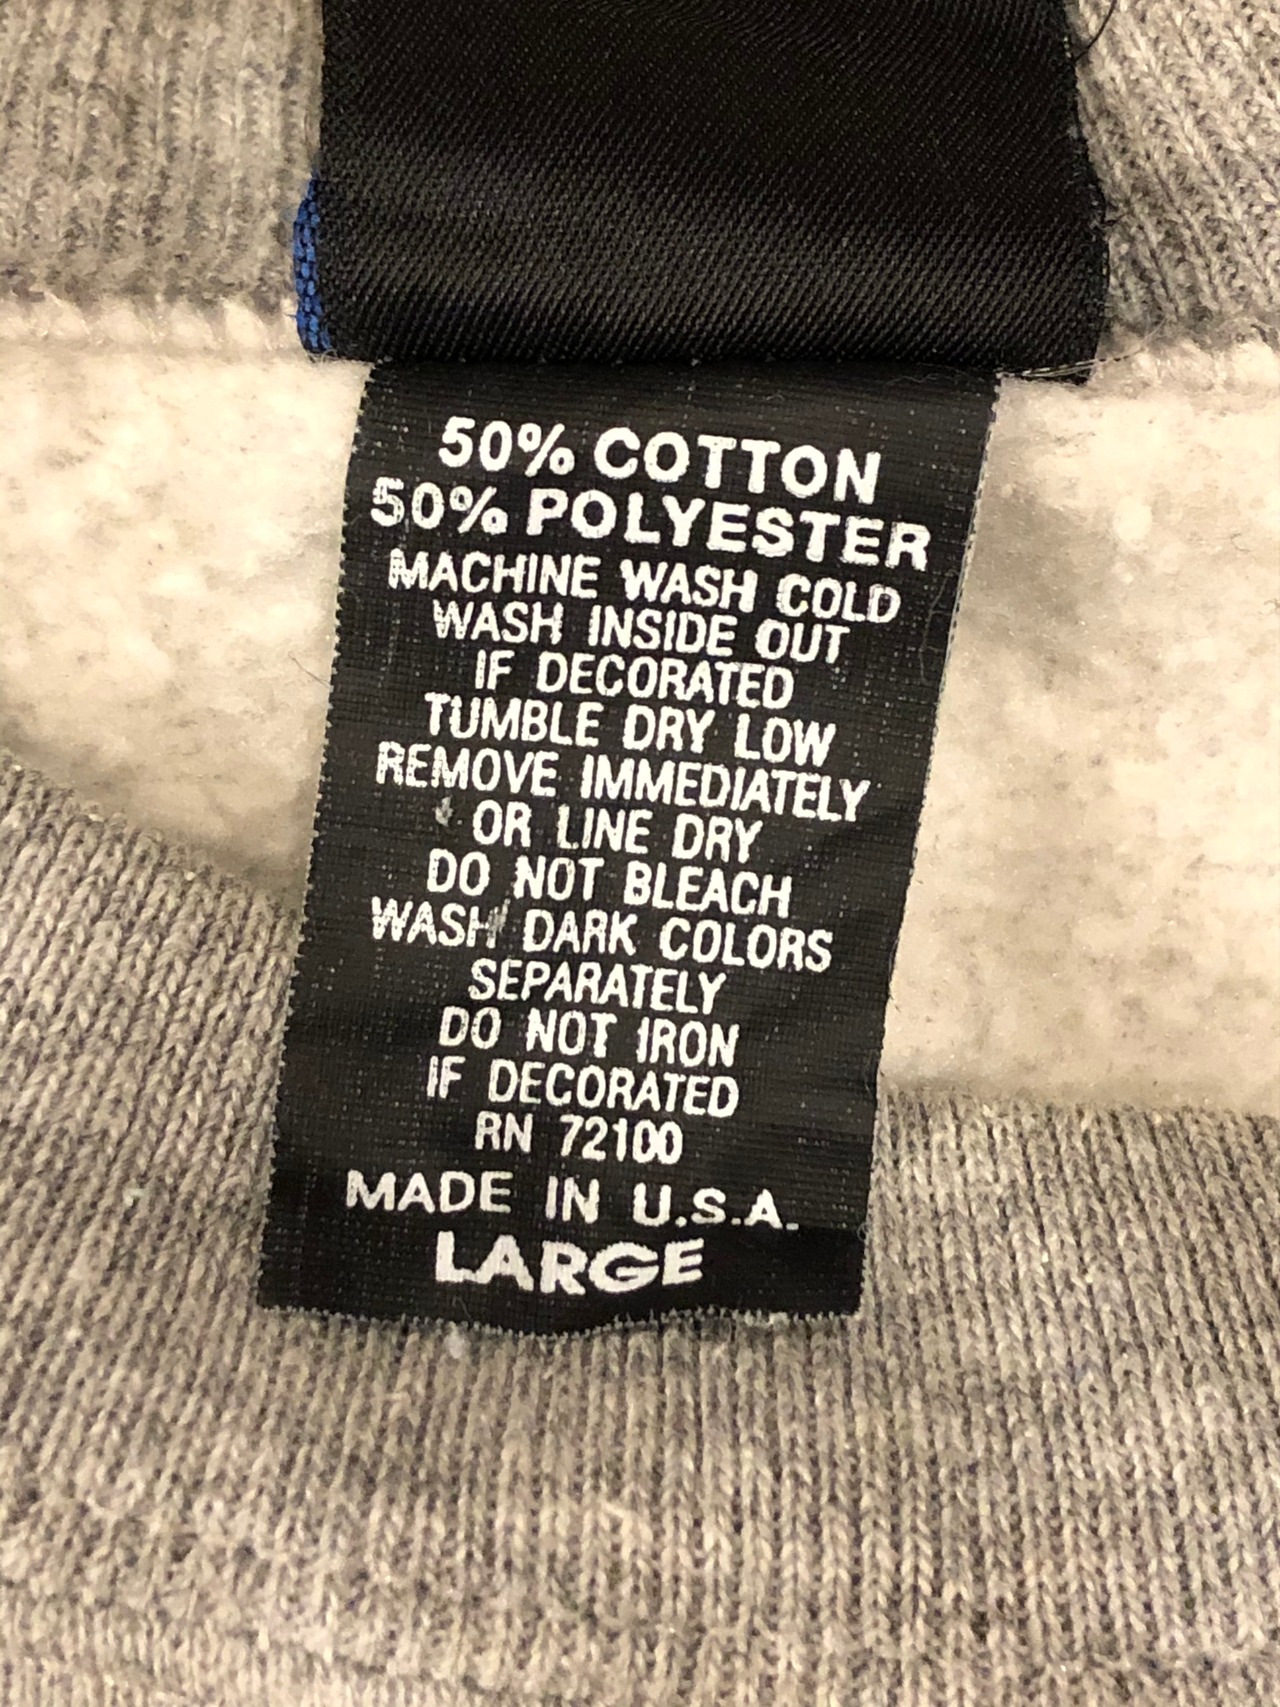 50% COTTON
50% POLYESTER
MACHINE WASH COLD
WASH INSIDE OUT
IF DECORATED
TUMBLE DRY LOW
REMOVE IMMEDIATELY
OR LINE DRY
DO NOT BLEACH
WASH DARK COLORS
SEPARATELY
DO NOT IRON
IF DECORATED
RN 72100
MADE IN U.S.A.
LARGE